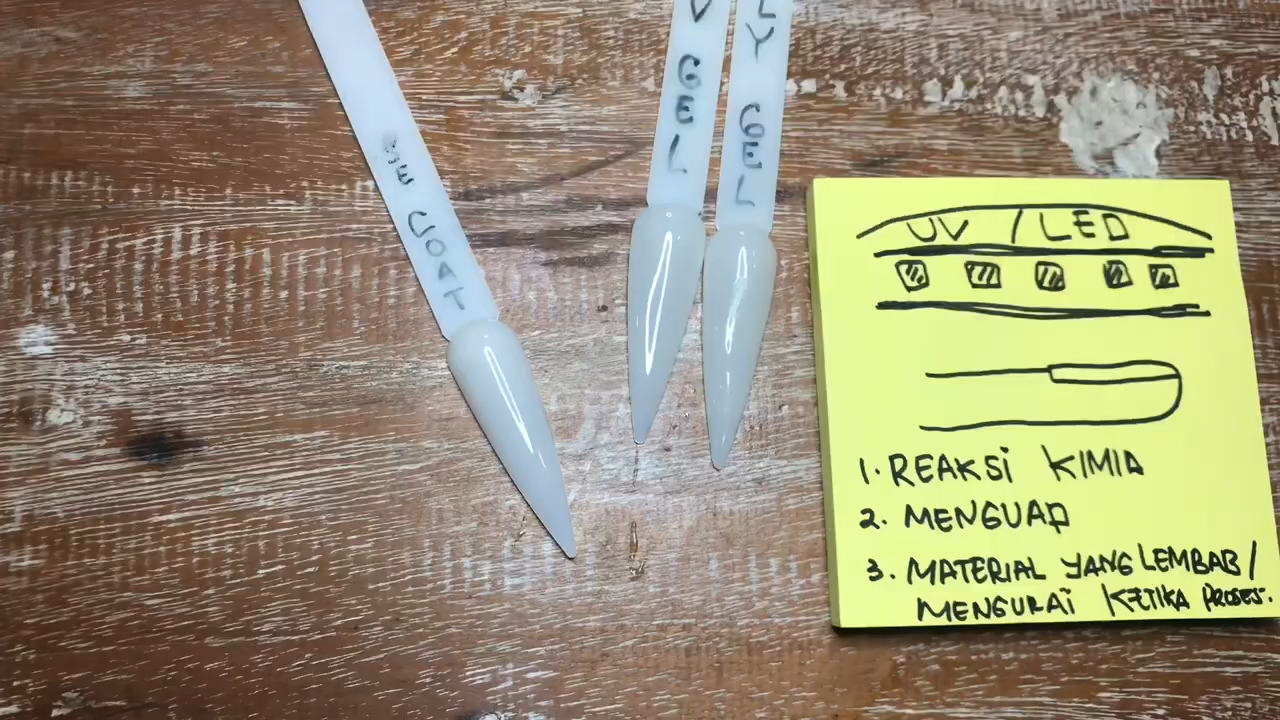 COAT
GEL
GEL
UV / LED
1. REAKSi KIMIA
2. MENGUAP
3. MATERIAL YANG LEMBAB /
MENGURAi KETIKA PROSES.